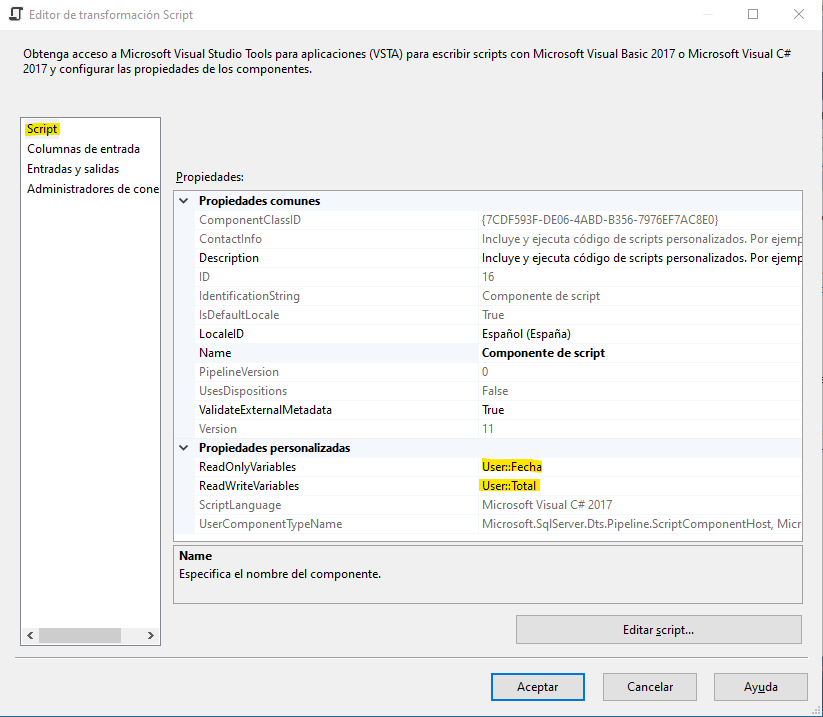 Editor de transformación Script
Obtenga acceso a Microsoft Visual Studio Tools para aplicaciones (VSTA) para escribir scripts con Microsoft Visual Basic 2017 o Microsoft Visual C#
2017 y configurar las propiedades de los componentes.
Script
Columnas de entrada
Entradas y salidas
Administradores de cone
Propiedades:
Propiedades comunes
ComponentClassID {7CDF593F-DE06-4ABD-B356-7976EF7AC8E0}
ContactInfo Incluye y ejecuta código de scripts personalizados. Por ejemp
Description Incluye y ejecuta código de scripts personalizados. Por ejemp
ID 16
IdentificationString Componente de script
IsDefaultLocale True
LocaleID Español (España)
Name Componente de script
PipelineVersion 0
UsesDispositions False
ValidateExternalMetadata True
Version 11
Propiedades personalizadas
ReadOnlyVariables User::Fecha
ReadWriteVariables User::Total
ScriptLanguage Microsoft Visual C# 2017
UserComponentTypeName Microsoft.SqlServer.Dts.Pipeline.ScriptComponentHost, Micr
Name
Especifica el nombre del componente.
Editar script...
Aceptar Cancelar Ayuda